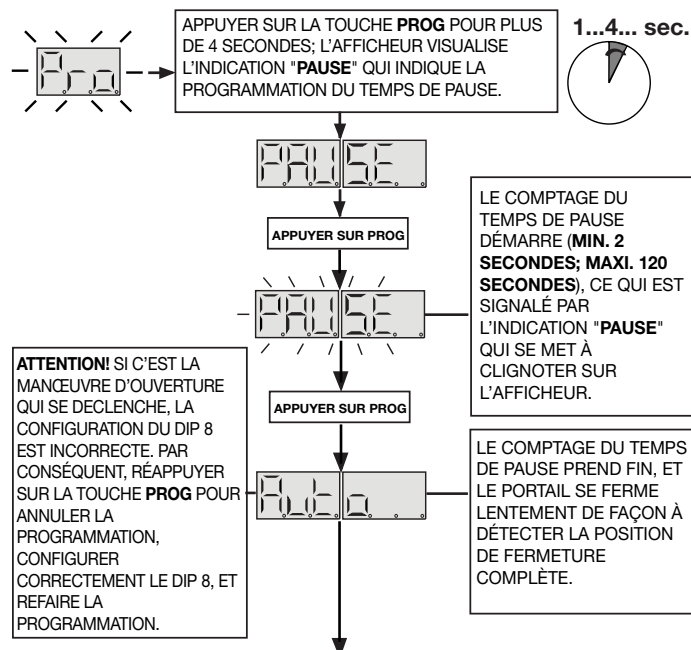 Pro
APPUYER SUR LA TOUCHE PROG POUR PLUS
DE 4 SECONDES; L'AFFICHEUR VISUALISE
L'INDICATION "PAUSE" QUI INDIQUE LA
PROGRAMMATION DU TEMPS DE PAUSE.
1...4... sec.
PAUSE
APPUYER SUR PROG
PAUSE
LE COMPTAGE DU
TEMPS DE PAUSE
DÉMARRE (MIN. 2
SECONDES; MAXI. 120
SECONDES), CE QUI EST
SIGNALÉ PAR
L'INDICATION "PAUSE"
QUI SE MET À
CLIGNOTER SUR
L'AFFICHEUR.
APPUYER SUR PROG
ATTENTION! SI C'EST LA
MANŒUVRE D'OUVERTURE
QUI SE DECLENCHE, LA
CONFIGURATION DU DIP 8
EST INCORRECTE. PAR
CONSÉQUENT, RÉAPPUYER
SUR LA TOUCHE PROG POUR
ANNULER LA
PROGRAMMATION,
CONFIGURER
CORRECTEMENT LE DIP 8, ET
REFAIRE LA
PROGRAMMATION.
Auto
LE COMPTAGE DU TEMPS
DE PAUSE PREND FIN, ET
LE PORTAIL SE FERME
LENTEMENT DE FAÇON À
DÉTECTER LA POSITION
DE FERMETURE
COMPLÈTE.